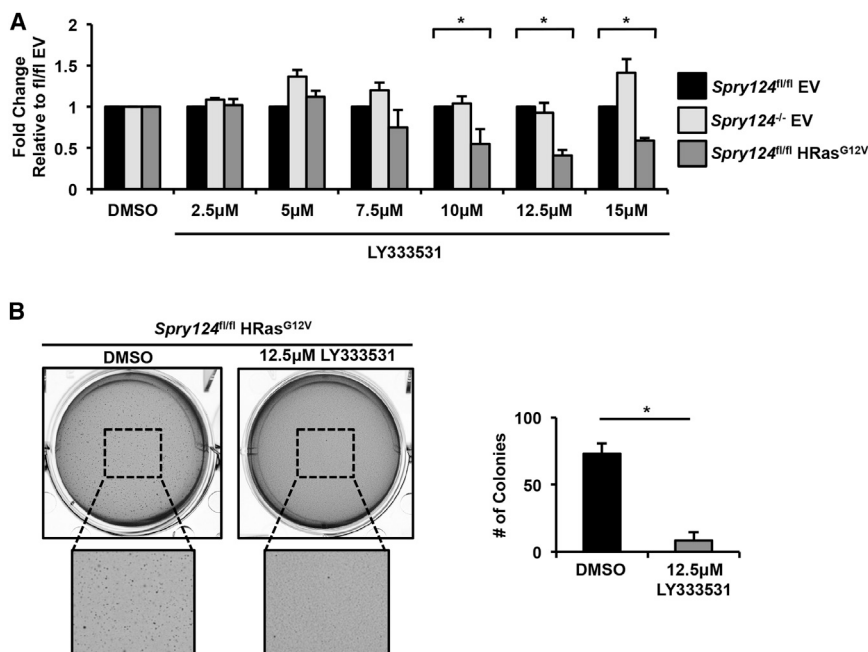 A
Fold Change
Relative to fl/fl EV
2
1.5
1
0.5
0
* * *
DMSO 2.5µM 5µM 7.5µM 10µM 12.5µM 15µM
LY333531
Spry124fl/fl EV
Spry124-/- EV
Spry124fl/fl HRasG12V
B
Spry124fl/fl HRasG12V
DMSO 12.5µM LY333531
# of Colonies
100
50
0
*
DMSO 12.5µM
LY333531